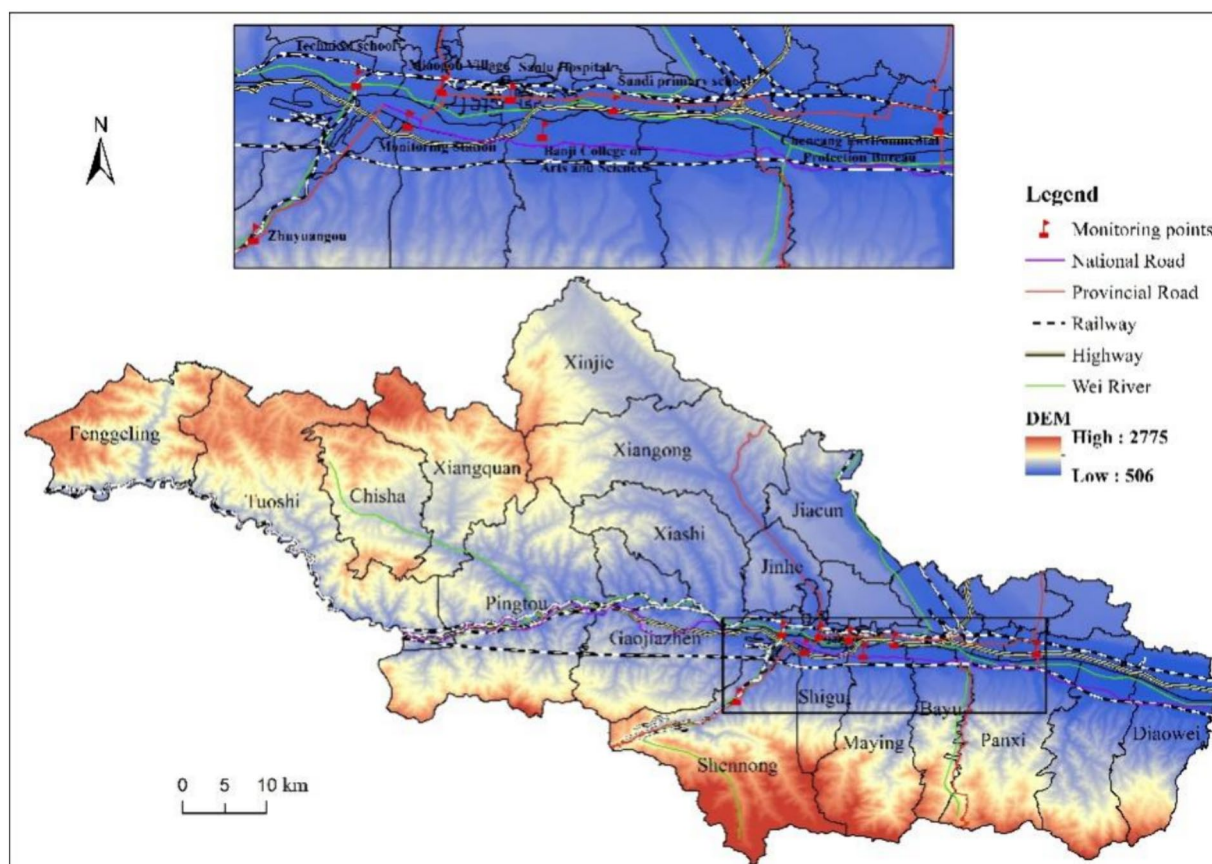 Technical school
Miaogou Village
Sanlu Hospital
Sandi primary school
Monitoring Station
Baoji College of
Arts and Sciences
Chencang Environmental
Protection Bureau
Zhuyuangou
N
Legend
Monitoring points
National Road
Provincial Road
Railway
Highway
Wei River
DEM
High : 2775
Low : 506
Xinjie
Fenggeling
Xiangong
Xiangquan
Tuoshi
Chisha
Jiacun
Xiashi
Jinhe
Pingtou
Gaojiazhen
Shigu
Bayu
Maying
Panxi
Diaowei
Shennong
0 10 km